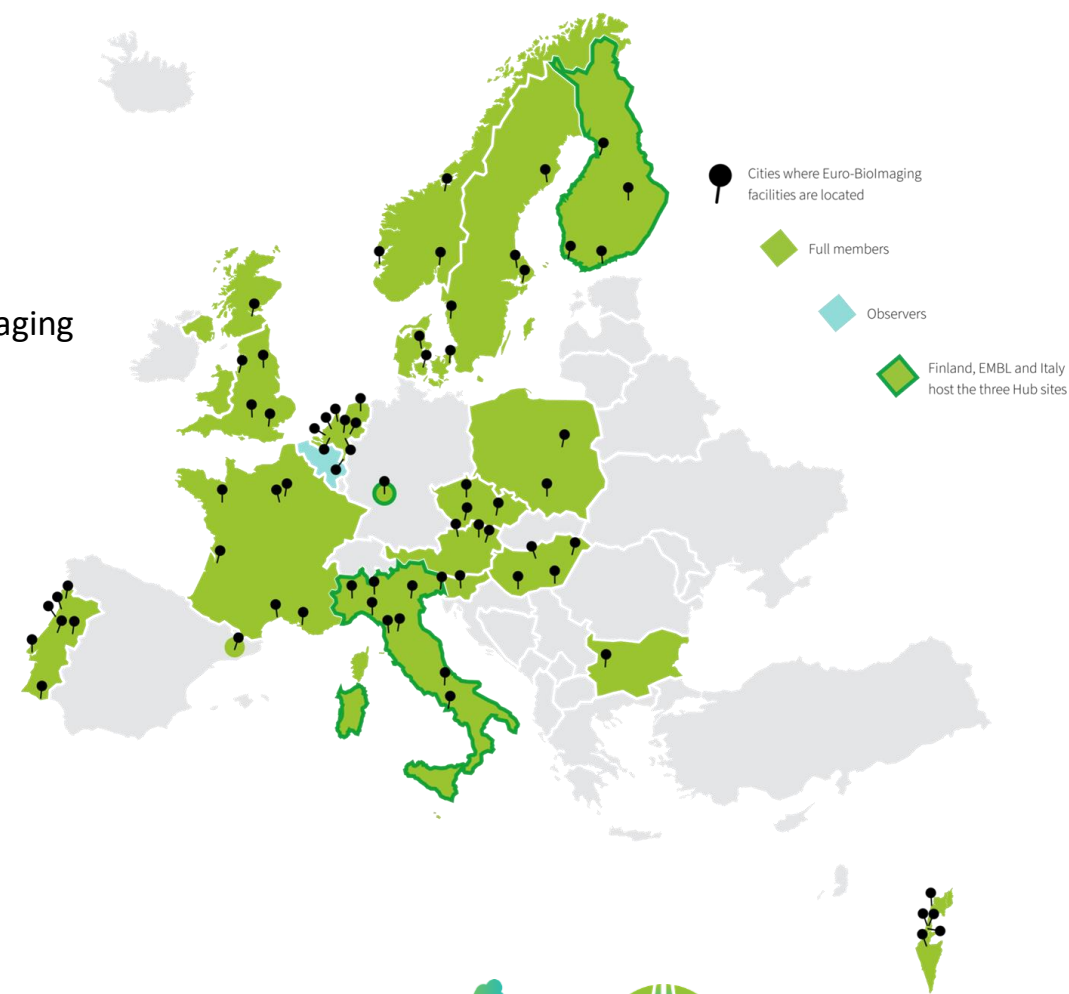 Cities where Euro-BioImaging
facilities are located
Full members
aging
Observers
Finland, EMBL and Italy
host the three Hub sites